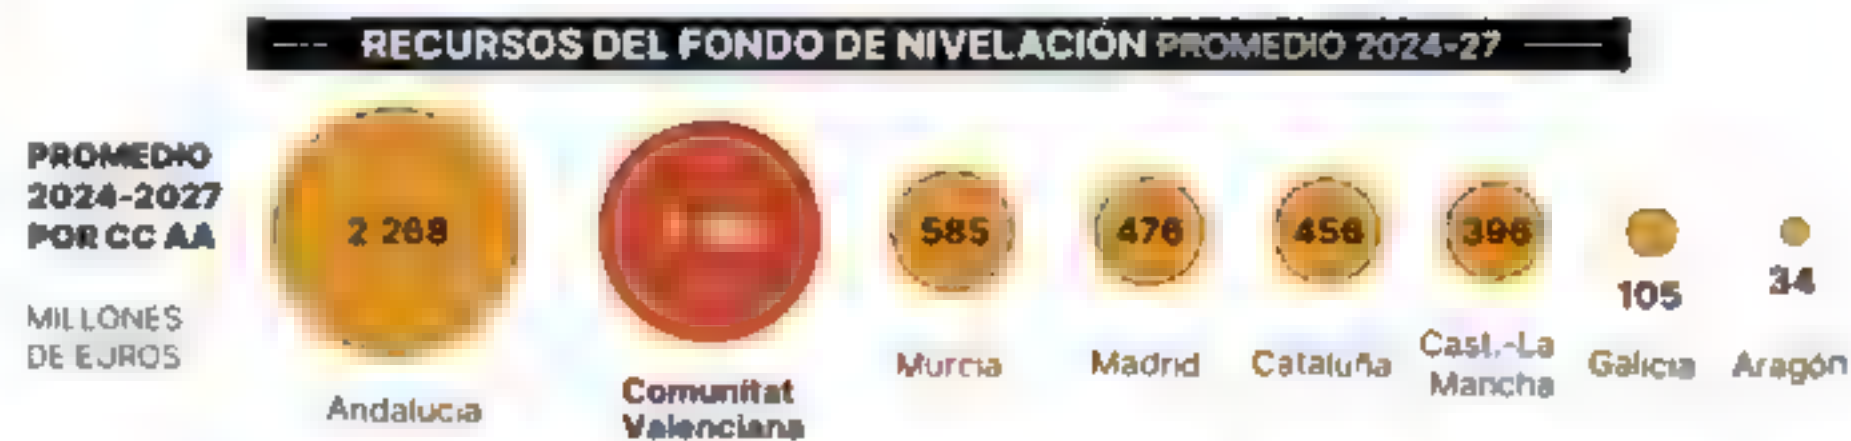 RECURSOS DEL FONDO DE NIVELACIÓN PROMEDIO 2024-27
PROMEDIO
2024-2027
POR CC AA
MILLONES
DE EUROS
2 268
585
476
456
396
105
34
Andalucía
Comunitat
Valenciana
Murcia
Madrid
Cataluña
Cast.-La
Mancha
Galicia
Aragón